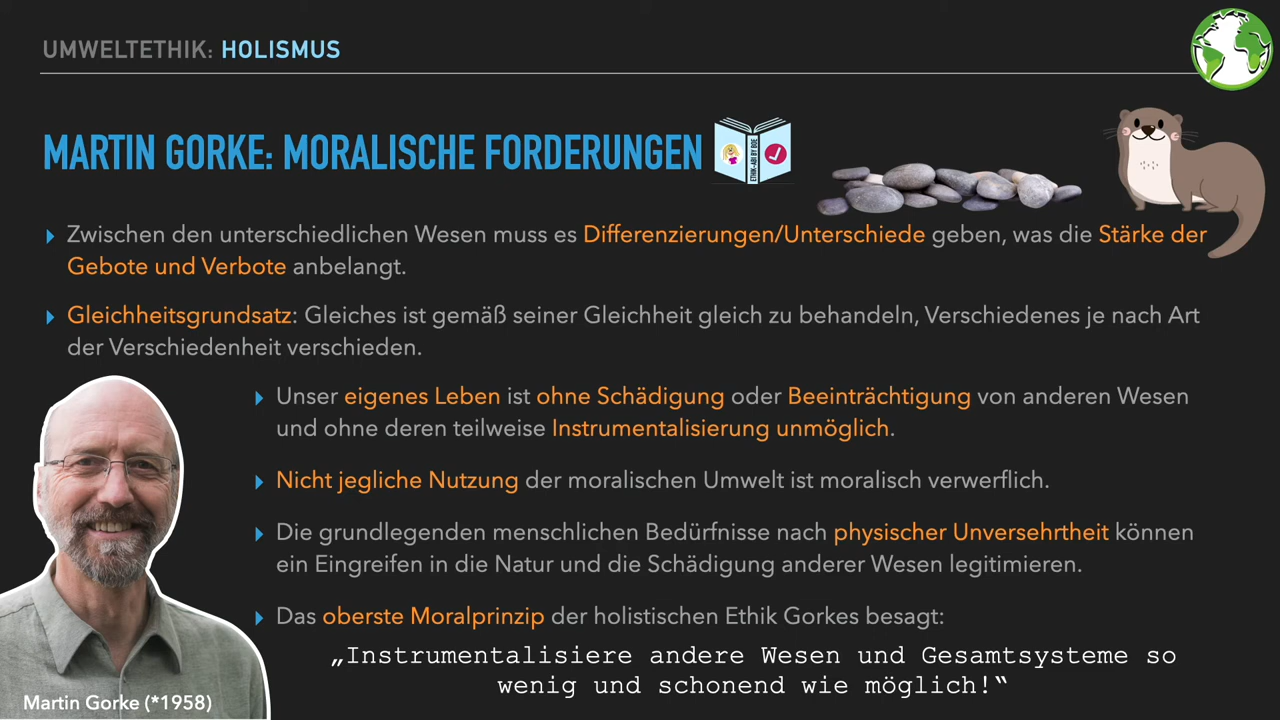 UMWELTETHIK: HOLISMUS
MARTIN GORKE: MORALISCHE FORDERUNGEN
ETHIK-ABI BY BOE
Zwischen den unterschiedlichen Wesen muss es Differenzierungen/Unterschiede geben, was die Stärke der
Gebote und Verbote anbelangt.
Gleichheitsgrundsatz: Gleiches ist gemäß seiner Gleichheit gleich zu behandeln, Verschiedenes je nach Art
der Verschiedenheit verschieden.
Unser eigenes Leben ist ohne Schädigung oder Beeinträchtigung von anderen Wesen
und ohne deren teilweise Instrumentalisierung unmöglich.
Nicht jegliche Nutzung der moralischen Umwelt ist moralisch verwerflich.
Die grundlegenden menschlichen Bedürfnisse nach physischer Unversehrtheit können
ein Eingreifen in die Natur und die Schädigung anderer Wesen legitimieren.
Das oberste Moralprinzip der holistischen Ethik Gorkes besagt:
„Instrumentalisiere andere Wesen und Gesamtsysteme so
wenig und schonend wie möglich!“
Martin Gorke (*1958)